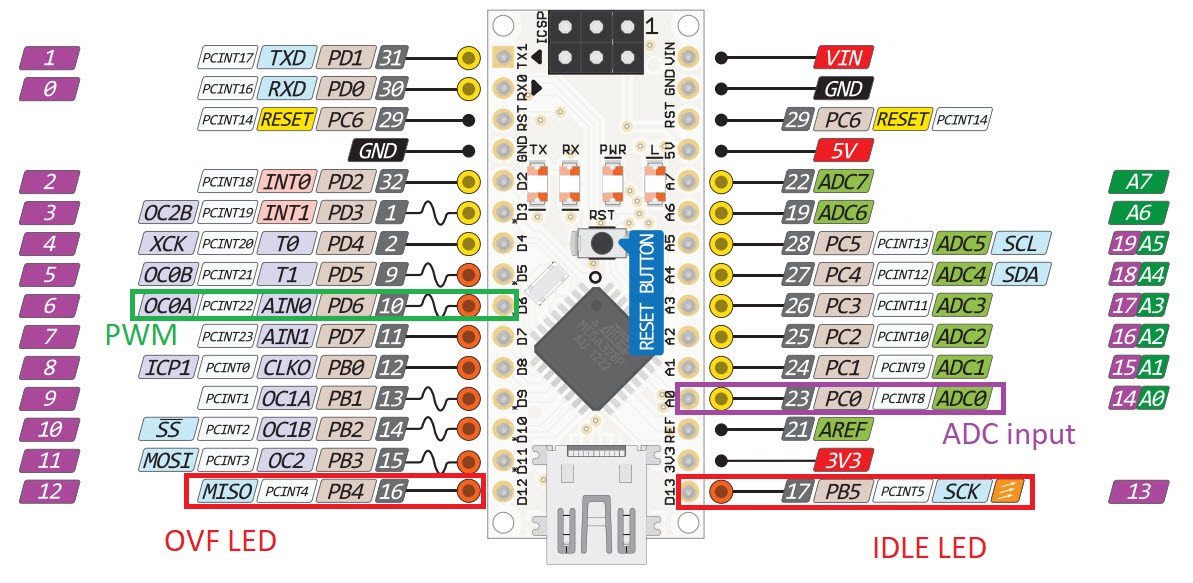 ICSP 1
1 PCINT17 TXD PD1 31 TX1 VIN VIN
0 PCINT16 RXD PD0 30 RX0 GND GND
PCINT14 RESET PC6 29 RST RST 29 PC6 RESET PCINT14
GND GND 5V 5V
TX RX PWR L
2 PCINT18 INT0 PD2 32 D2 A7 22 ADC7 A7
3 OC2B PCINT19 INT1 PD3 1 *D3 A6 19 ADC6 A6
RST
4 XCK PCINT20 T0 PD4 2 D4 A5 28 PC5 PCINT13 ADC5 SCL 19 A5
RESET BUTTON
5 OC0B PCINT21 T1 PD5 9 *D5 A4 27 PC4 PCINT12 ADC4 SDA 18 A4
6 OC0A PCINT22 AIN0 PD6 10 D6 A3 26 PC3 PCINT11 ADC3 17 A3
PWM
7 PCINT23 AIN1 PD7 11 D7 A2 25 PC2 PCINT10 ADC2 16 A2
8 ICP1 PCINT0 CLKO PB0 12 D8 A1 24 PC1 PCINT9 ADC1 15 A1
9 PCINT1 OC1A PB1 13 *D9 A0 23 PC0 PCINT8 ADC0 14 A0
ADC input
10 SS PCINT2 OC1B PB2 14 *D10 REF 21 AREF
11 MOSI PCINT3 OC2 PB3 15 *D11 3V3 3V3
12 MISO PCINT4 PB4 16 D12 D13 17 PB5 PCINT5 SCK 13
OVF LED
IDLE LED